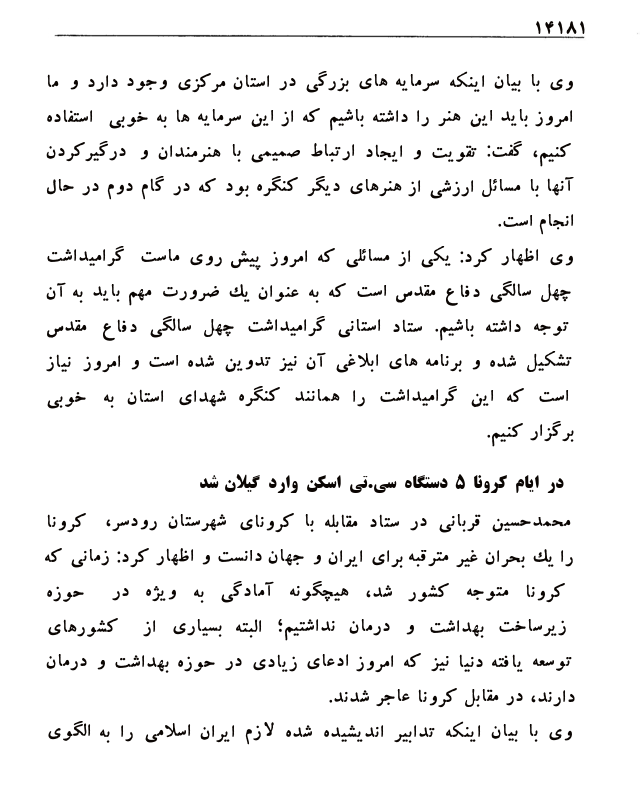 ۱۴۱۸۱
وی با بیان اینکه سرمایه های بزرگی در استان مرکزی وجود دارد و ما
امروز باید این هنر را داشته باشیم که از این سرمایه ها به خوبی استفاده
کنیم، گفت: تقویت و ایجاد ارتباط صمیمی با هنرمندان و درگیرکردن
آنها با مسائل ارزشی از هنرهای دیگر کنگره بود که در گام دوم در حال
انجام است.
وی اظهار کرد: یکی از مسائلی که امروز پیش روی ماست گرامیداشت
چهل سالگی دفاع مقدس است که به عنوان یك ضرورت مهم باید به آن
توجه داشته باشیم. ستاد استانی گرامیداشت چهل سالگی دفاع مقدس
تشکیل شده و برنامه های ابلاغی آن نیز تدوین شده است و امروز نیاز
است که این گرامیداشت را همانند کنگره شهدای استان به خوبی
برگزار کنیم.
در ایام کرونا ۵ دستگاه سی.تی اسکن وارد گیلان شد
محمدحسین قربانی در ستاد مقابله با کرونای شهرستان رودسر، کرونا
را یك بحران غیر مترقبه برای ایران و جهان دانست و اظهار کرد: زمانی که
کرونا متوجه کشور شد، هیچگونه آمادگی به ویژه در حوزه
زیرساخت بهداشت و درمان نداشتیم؛ البته بسیاری از کشورهای
توسعه یافته دنیا نیز که امروز ادعای زیادی در حوزه بهداشت و درمان
دارند، در مقابل کرونا عاجر شدند.
وی با بیان اینکه تدابیر اندیشیده شده لازم ایران اسلامی را به الگوی